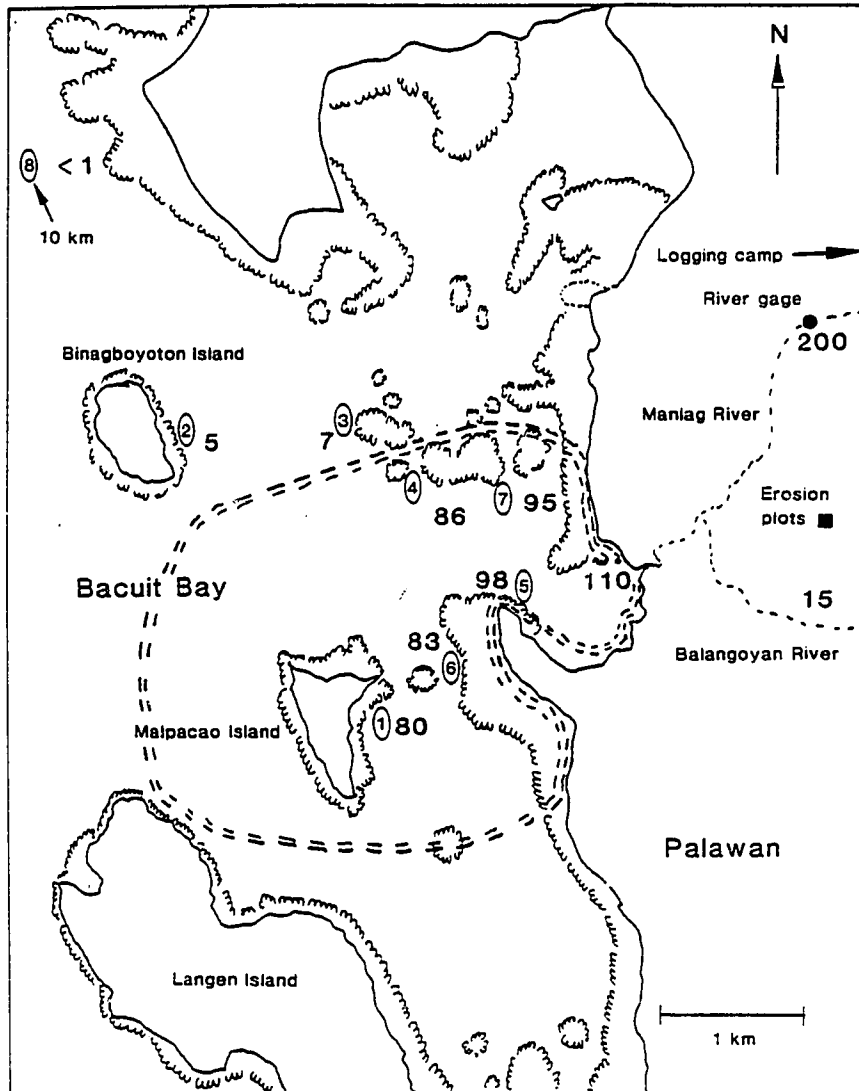 N
8 <1
10 km
Logging camp
River gage
200
Binagboyoton Island
Manlag River
2 5
3
7
4
86
7
95
Erosion
plots
110
Bacuit Bay
98 5
15
83
6
Balangoyan River
Malpacao Island
1 80
Palawan
Langen Island
1 km